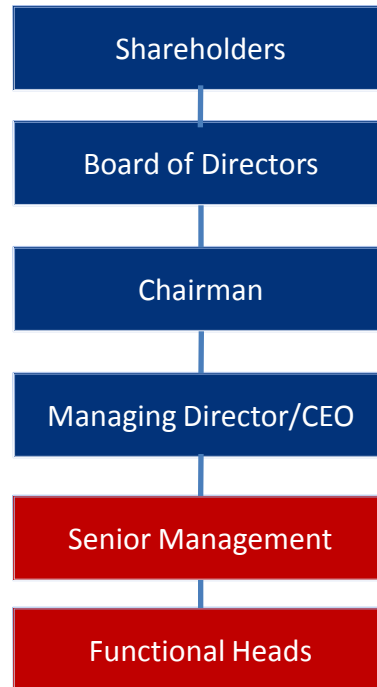 Shareholders
Board of Directors
Chairman
Managing Director/CEO
Senior Management
Functional Heads